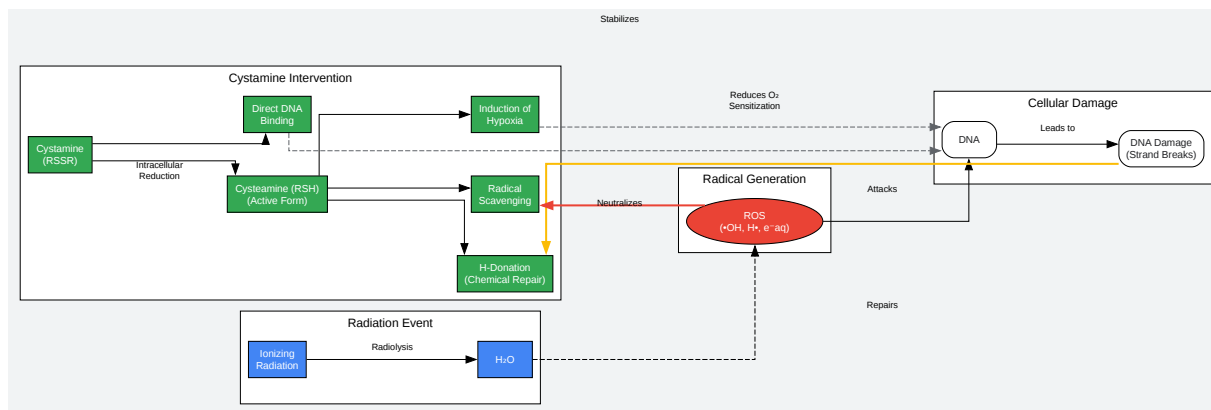 Stabilizes
Cystamine Intervention
Direct DNA
Binding
Induction of
Hypoxia
Cystamine
(RSSR)
Intracellular
Reduction
Cysteamine (RSH)
(Active Form)
Radical
Scavenging
H-Donation
(Chemical Repair)
Reduces O₂
Sensitization
Cellular Damage
DNA
Leads to
DNA Damage
(Strand Breaks)
Radical Generation
Attacks
Neutralizes
ROS
(•OH, H•, e⁻aq)
Repairs
Radiation Event
Ionizing
Radiation
Radiolysis
H₂O